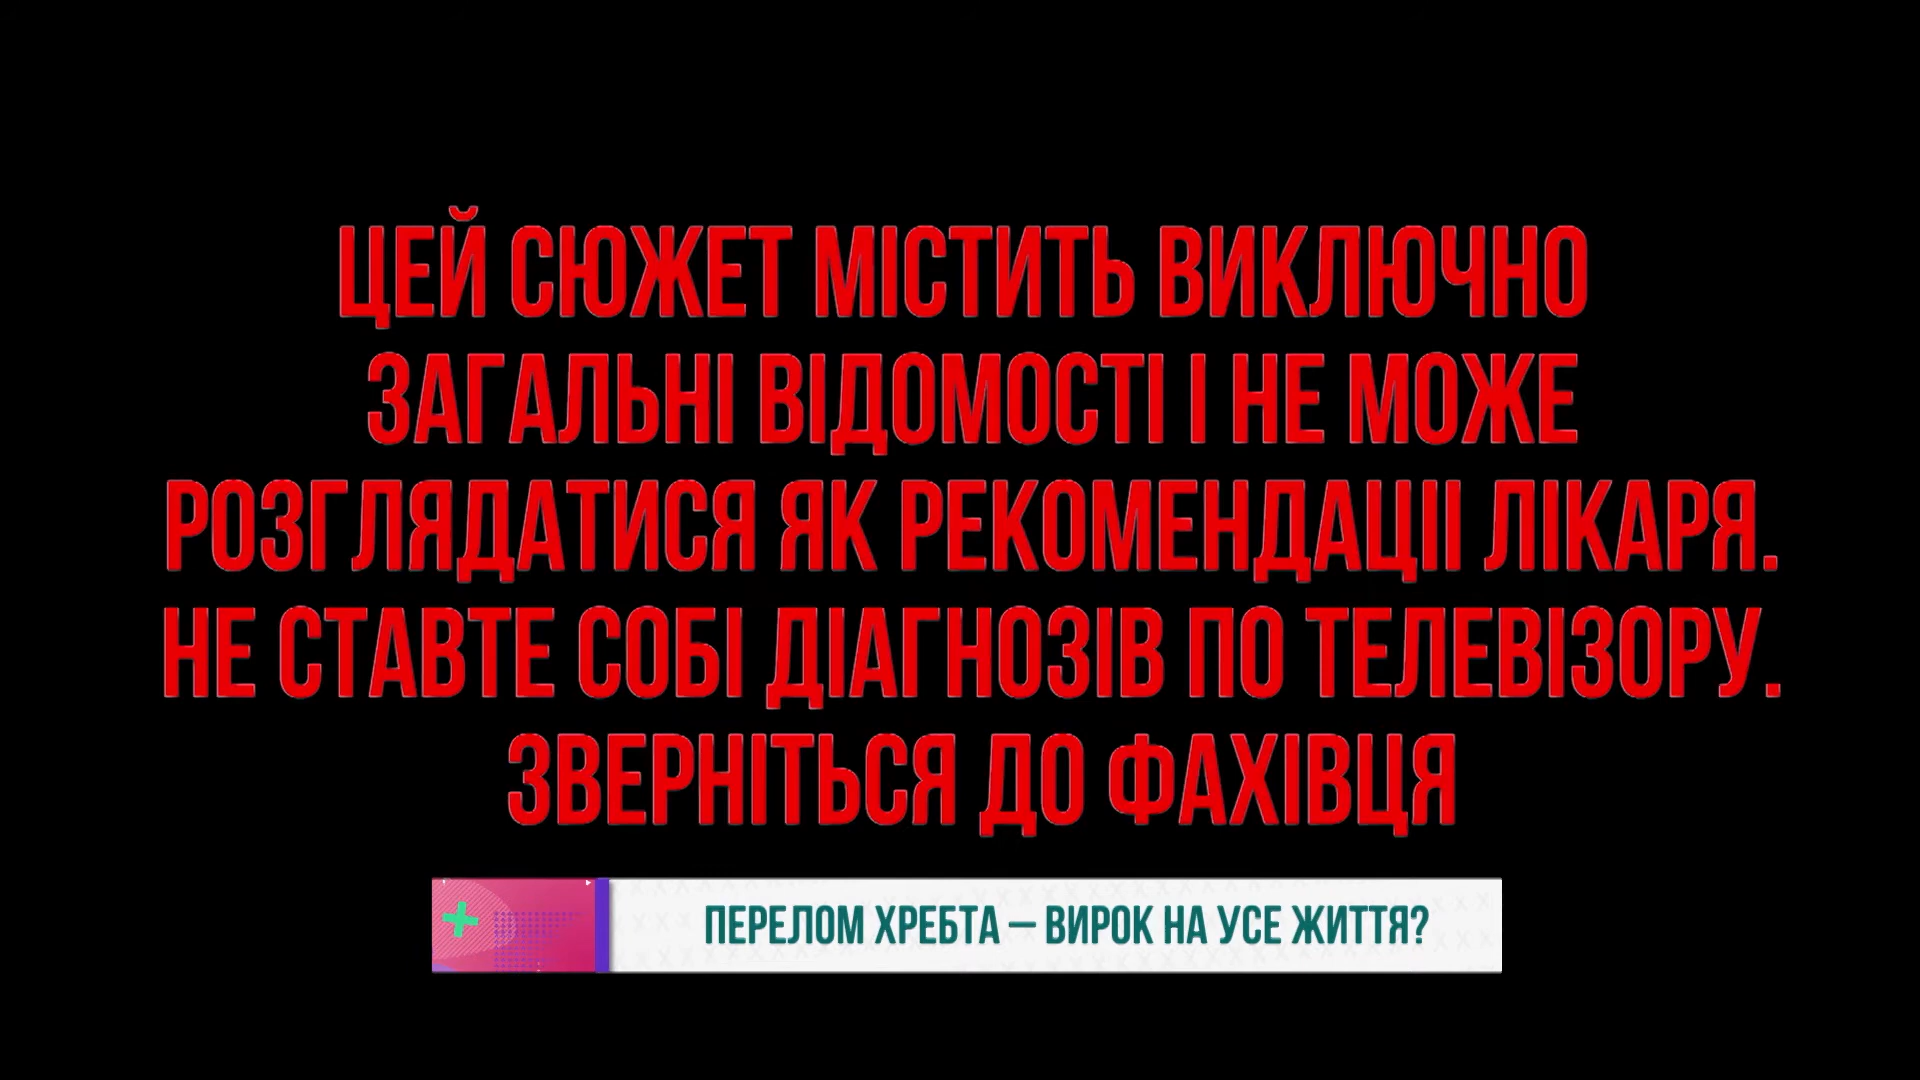 ЦЕЙ СЮЖЕТ МІСТИТЬ ВИКЛЮЧНО
ЗАГАЛЬНІ ВІДОМОСТІ І НЕ МОЖЕ
РОЗГЛЯДАТИСЯ ЯК РЕКОМЕНДАЦІІ ЛІКАРЯ.
НЕ СТАВТЕ СОБІ ДІАГНОЗІВ ПО ТЕЛЕВІЗОРУ.
ЗВЕРНІТЬСЯ ДО ФАХІВЦЯ
ПЕРЕЛОМ ХРЕБТА – ВИРОК НА УСЕ ЖИТТЯ?